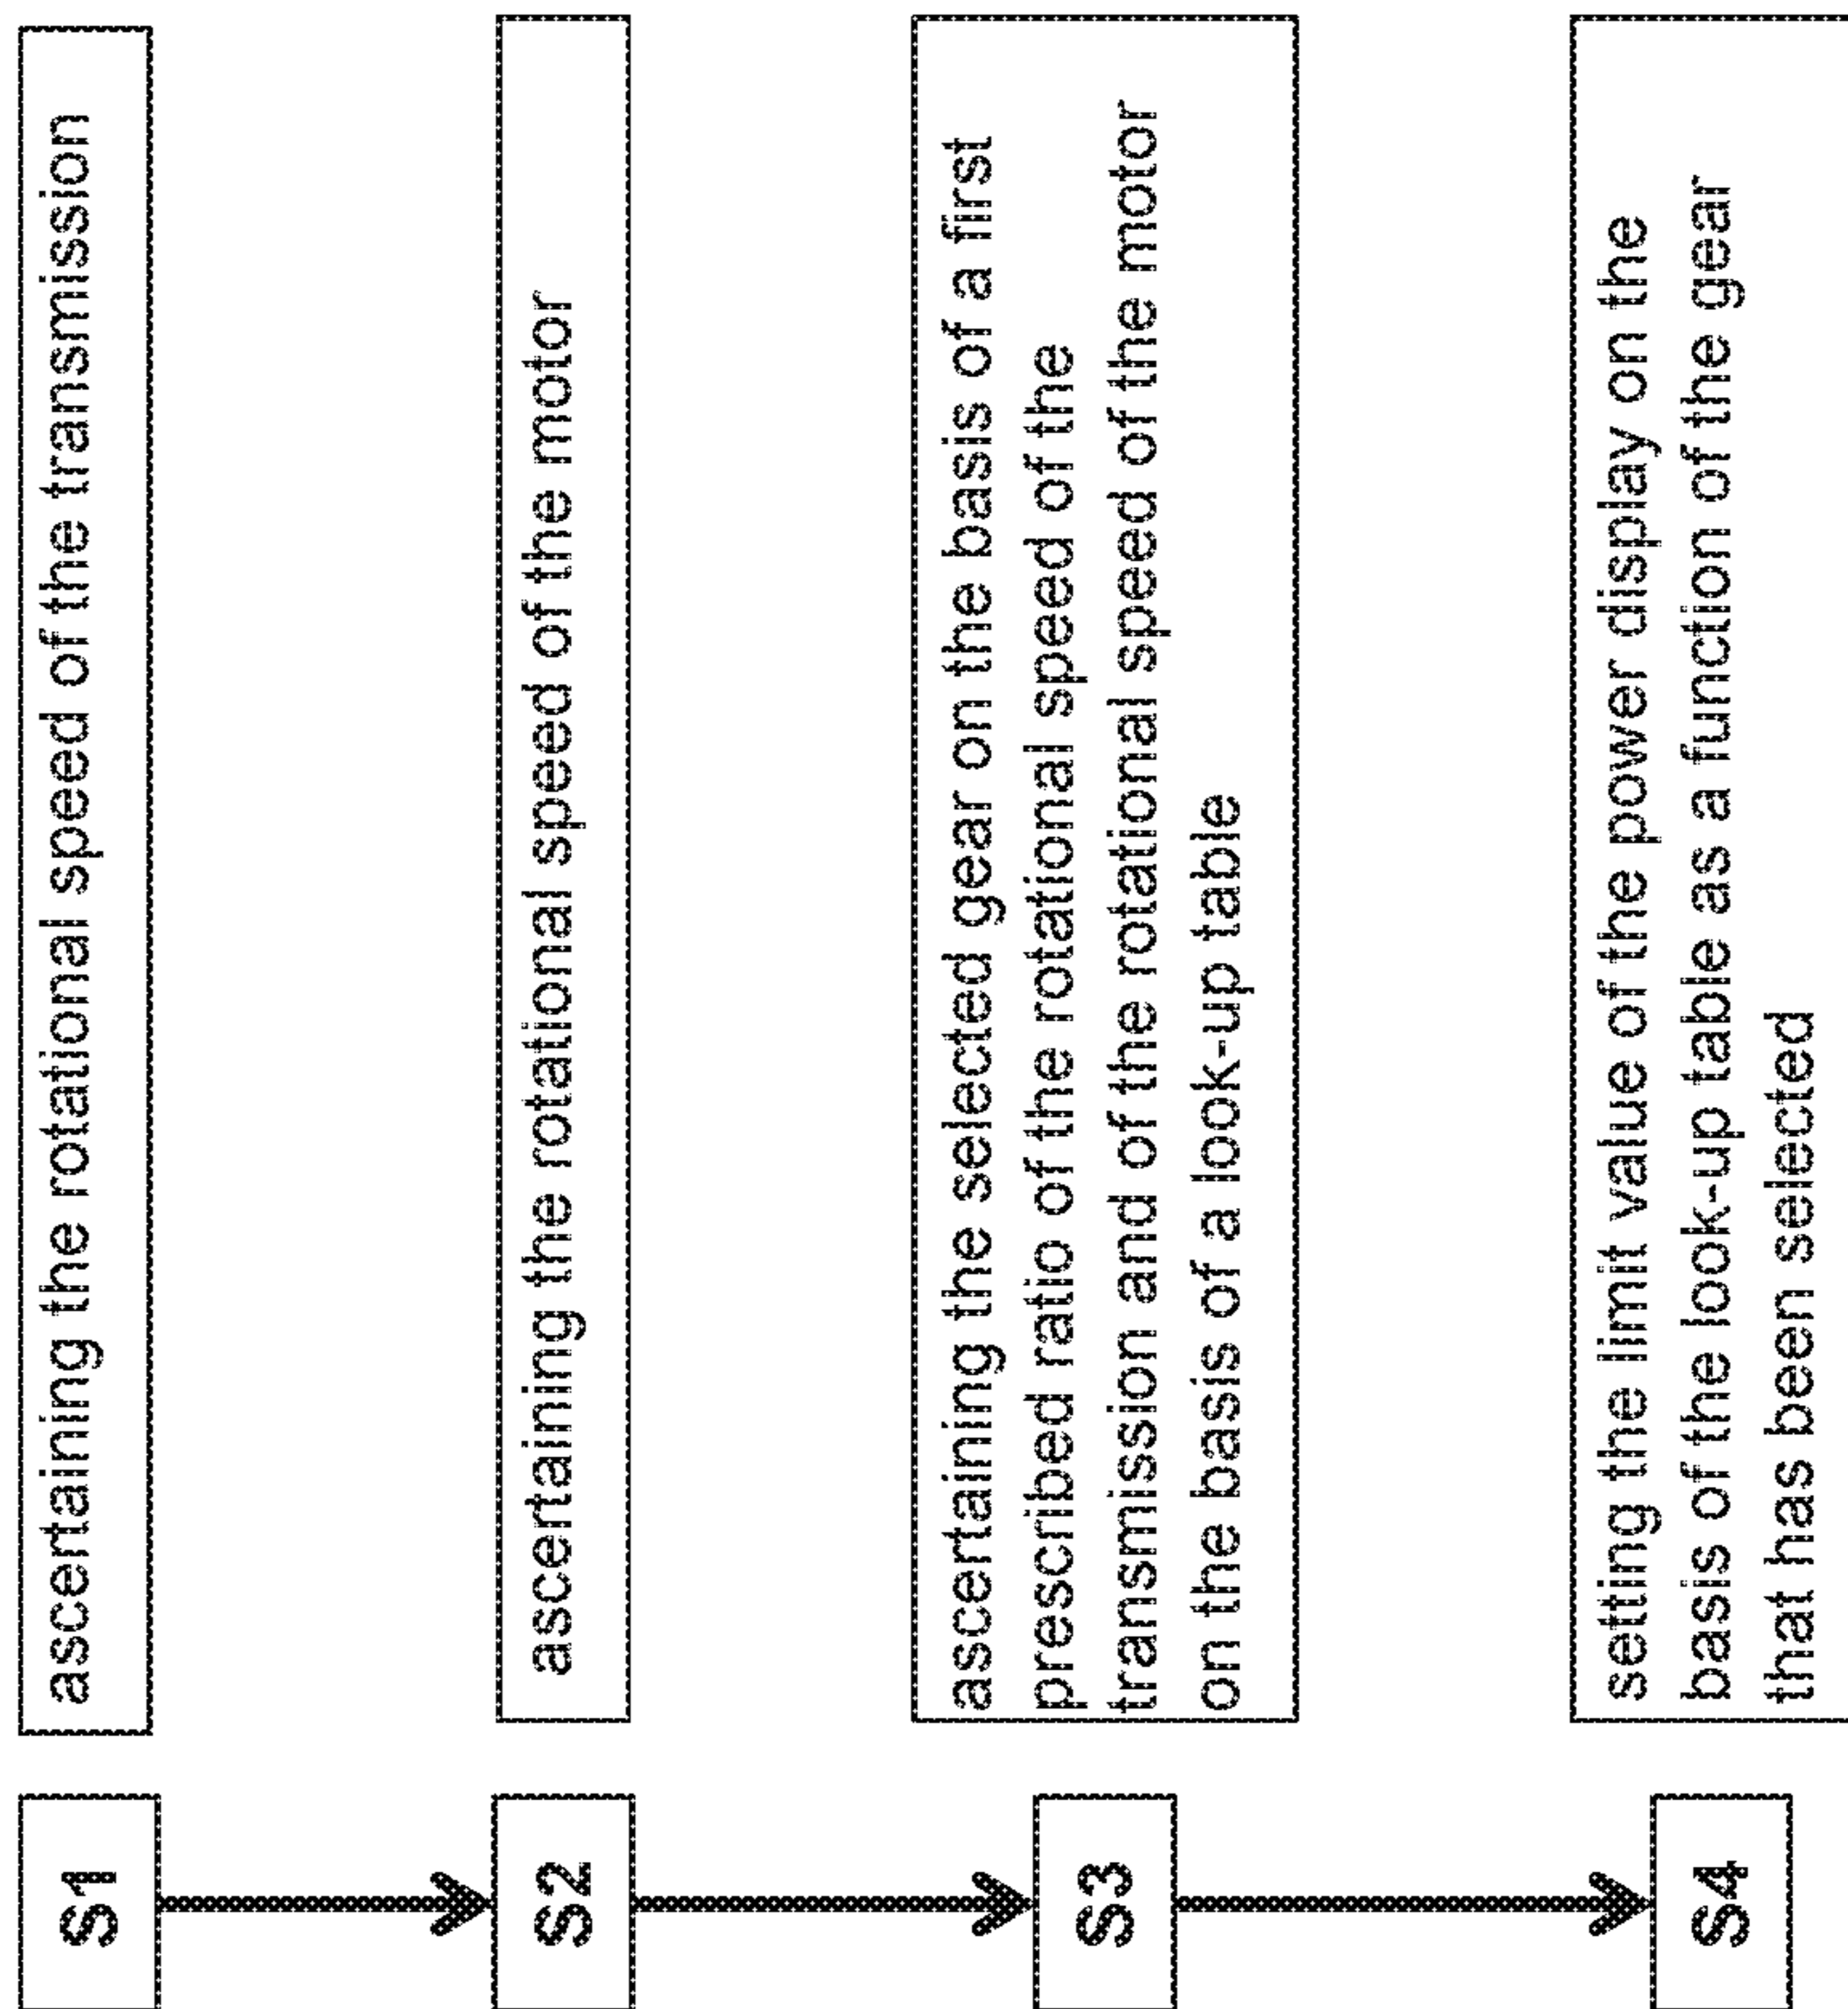 S1
ascertaining the rotational speed of the transmission
S2
ascertaining the rotational speed of the motor
S3
ascertaining the selected gear on the basis of a first
prescribed ratio of the rotational speed of the
transmission and of the rotational speed of the motor
on the basis of a look-up table
S4
setting the limit value of the power display on the
basis of the look-up table as a function of the gear
that has been selected